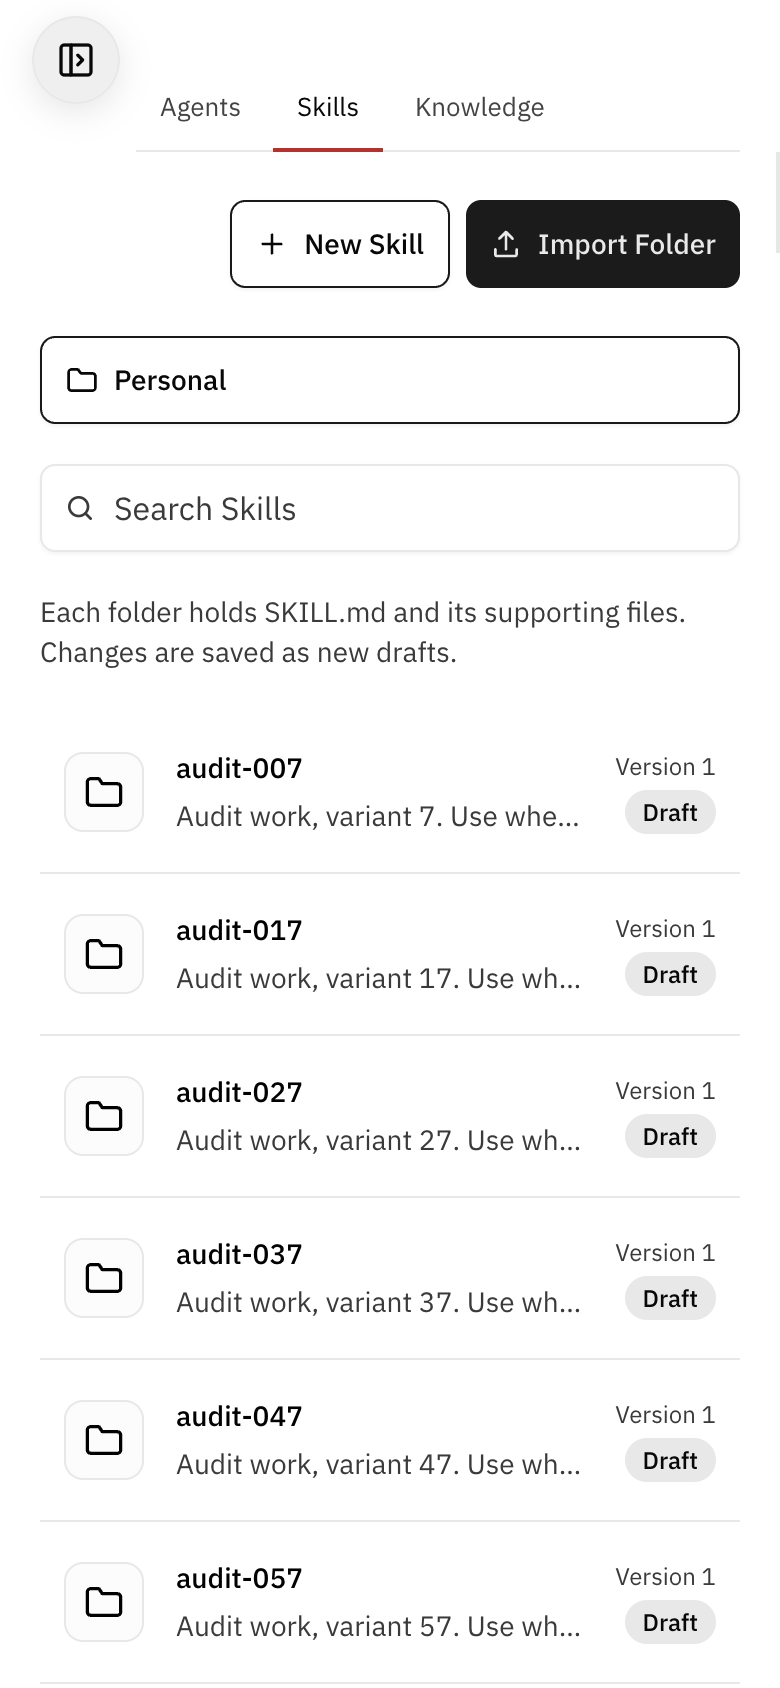 Agents Skills Knowledge
New Skill Import Folder
Personal
Search Skills
Each folder holds SKILL.md and its supporting files.
Changes are saved as new drafts.
audit-007 Version 1
Audit work, variant 7. Use whe... Draft
audit-017 Version 1
Audit work, variant 17. Use wh... Draft
audit-027 Version 1
Audit work, variant 27. Use wh... Draft
audit-037 Version 1
Audit work, variant 37. Use wh... Draft
audit-047 Version 1
Audit work, variant 47. Use wh... Draft
audit-057 Version 1
Audit work, variant 57. Use wh... Draft